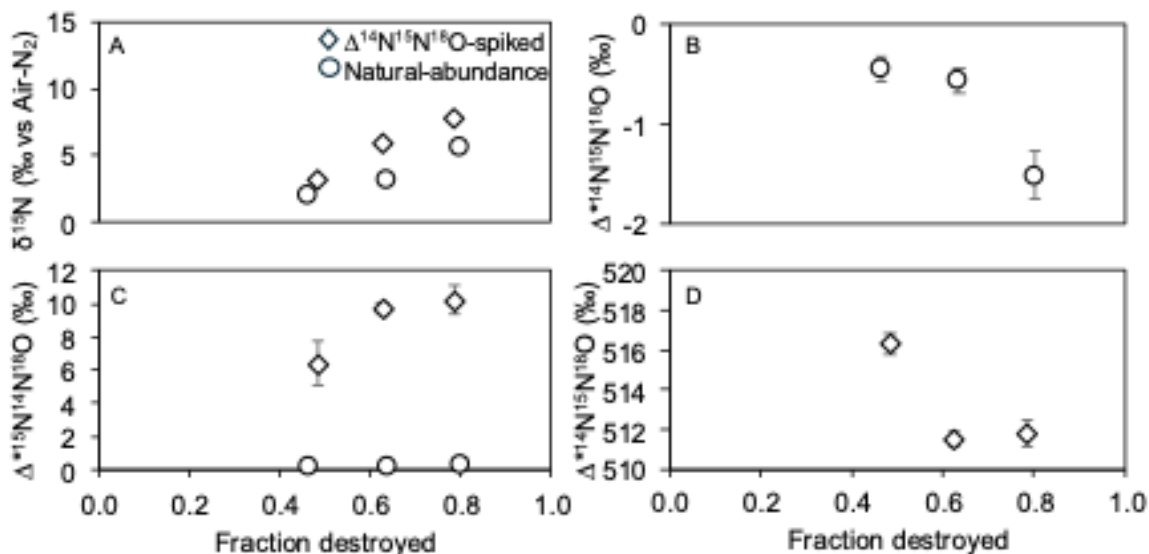 A
Δ¹⁴N¹⁵N¹⁸O-spiked
Natural-abundance
δ¹⁵N (‰ vs Air-N₂)
15
10
5
0
B
Δ*¹⁴N¹⁵N¹⁸O (‰)
0
-1
-2
C
Δ*¹⁵N¹⁴N¹⁸O (‰)
12
10
8
6
4
2
0
0.0 0.2 0.4 0.6 0.8 1.0
Fraction destroyed
D
Δ*¹⁴N¹⁵N¹⁸O (‰)
520
518
516
514
512
510
0.0 0.2 0.4 0.6 0.8 1.0
Fraction destroyed